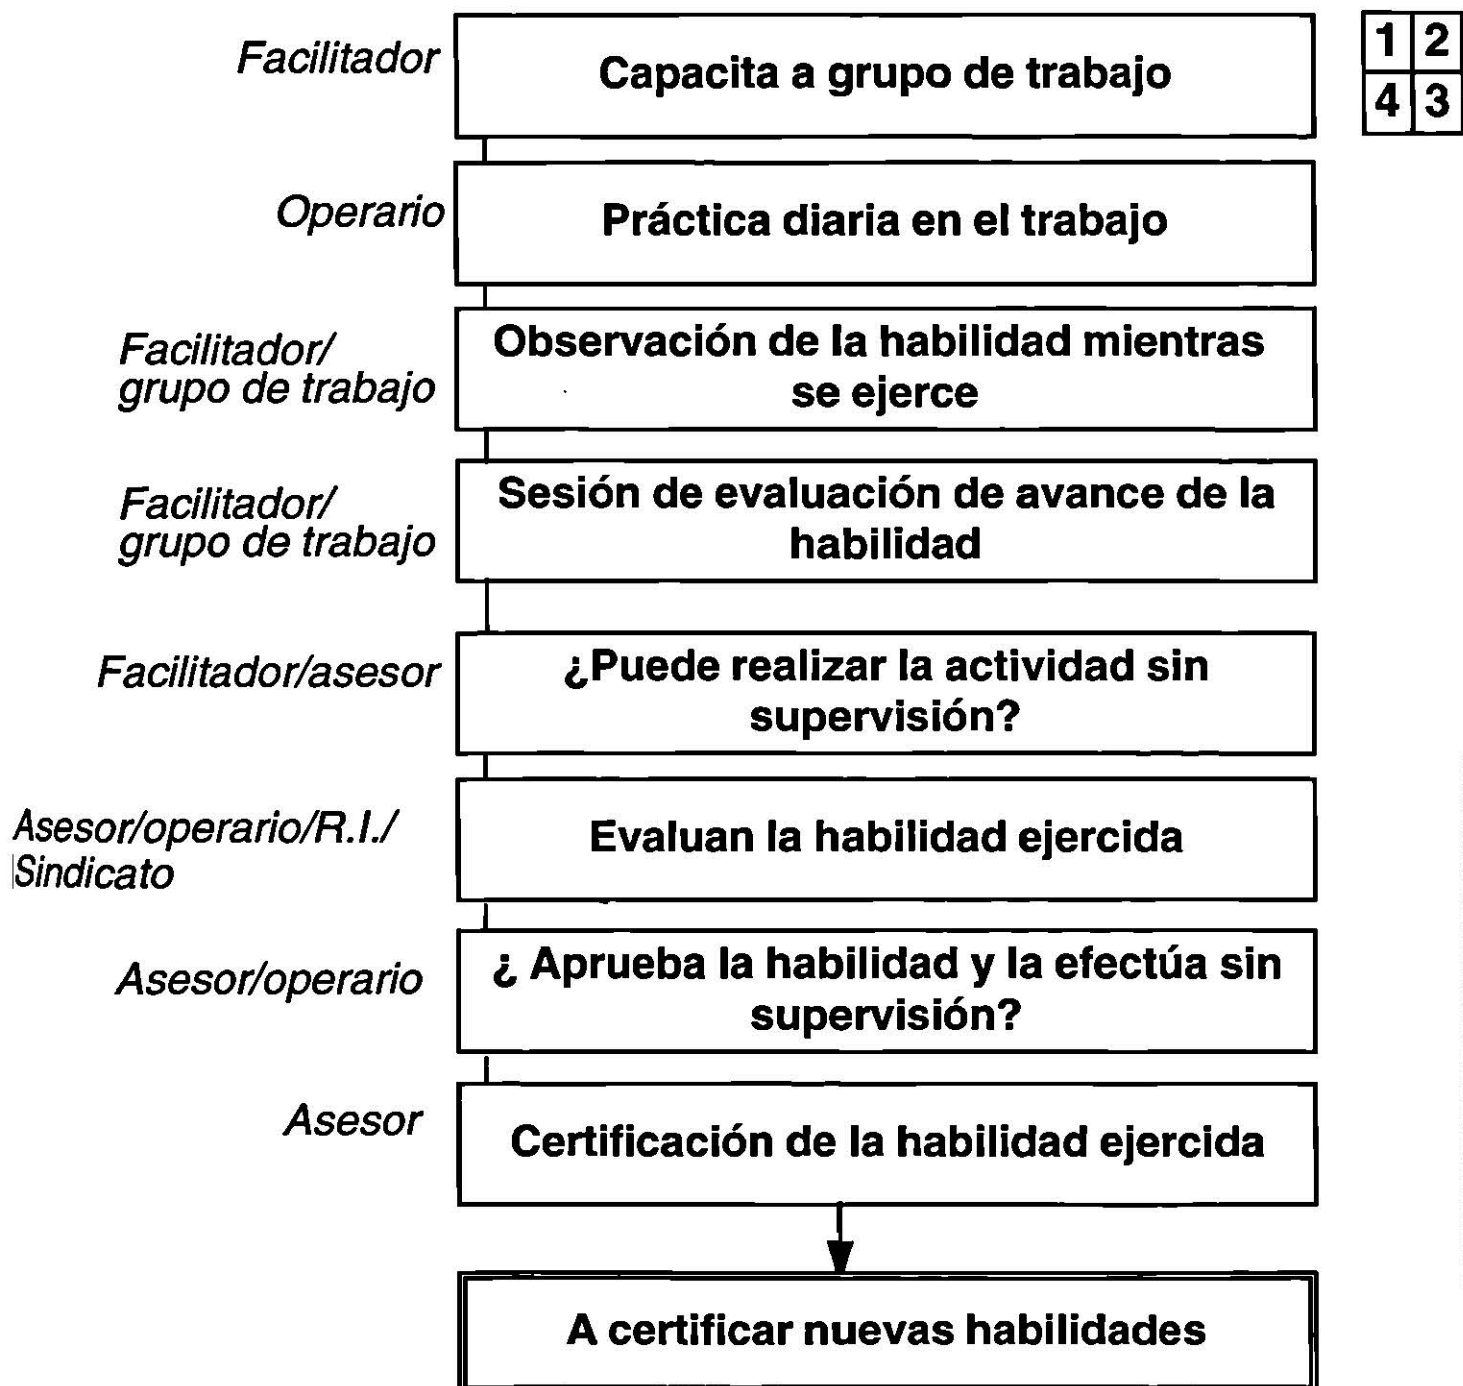 Facilitador
Capacita a grupo de trabajo
1 2
4 3
Operario
Práctica diaria en el trabajo
Facilitador/
grupo de trabajo
Observación de la habilidad mientras
se ejerce
Facilitador/
grupo de trabajo
Sesión de evaluación de avance de la
habilidad
Facilitador/asesor
¿Puede realizar la actividad sin
supervisión?
Asesor/operario/R.I./
Sindicato
Evaluan la habilidad ejercida
Asesor/operario
¿ Aprueba la habilidad y la efectúa sin
supervisión?
Asesor
Certificación de la habilidad ejercida
A certificar nuevas habilidades